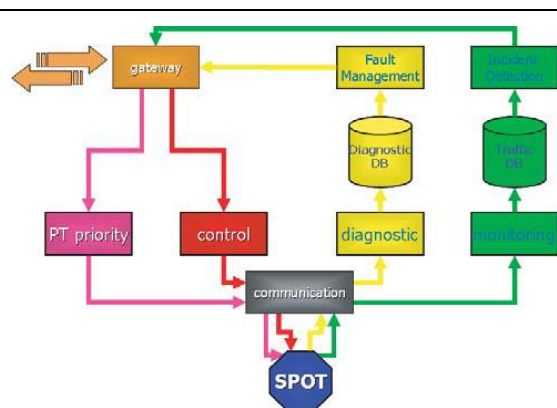 gateway
Fault
Management
Incident
Detection
Diagnostic
DB
Traffic
DB
PT priority
control
diagnostic
monitoring
communication
SPOT